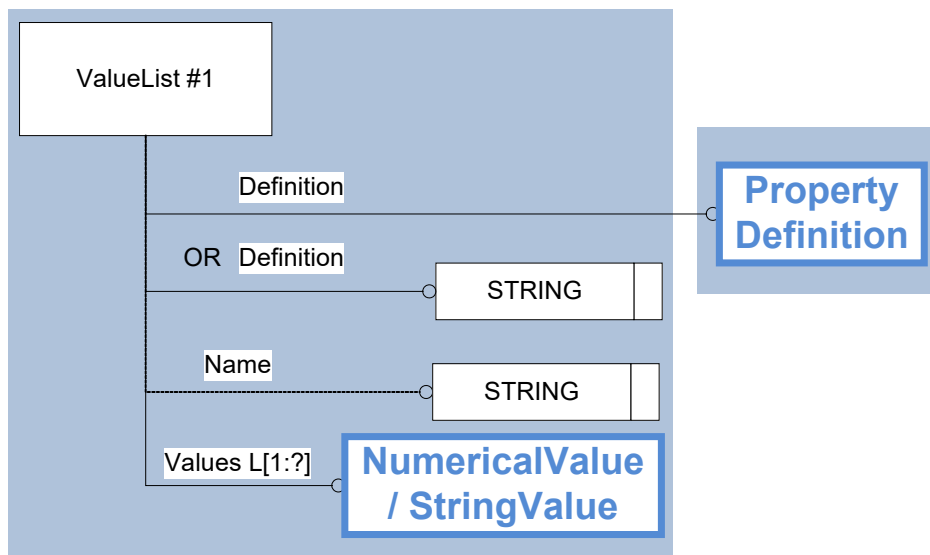 ValueList #1
Definition
Property
Definition
OR Definition
STRING
Name
STRING
Values L[1:?]
NumericalValue
/ StringValue